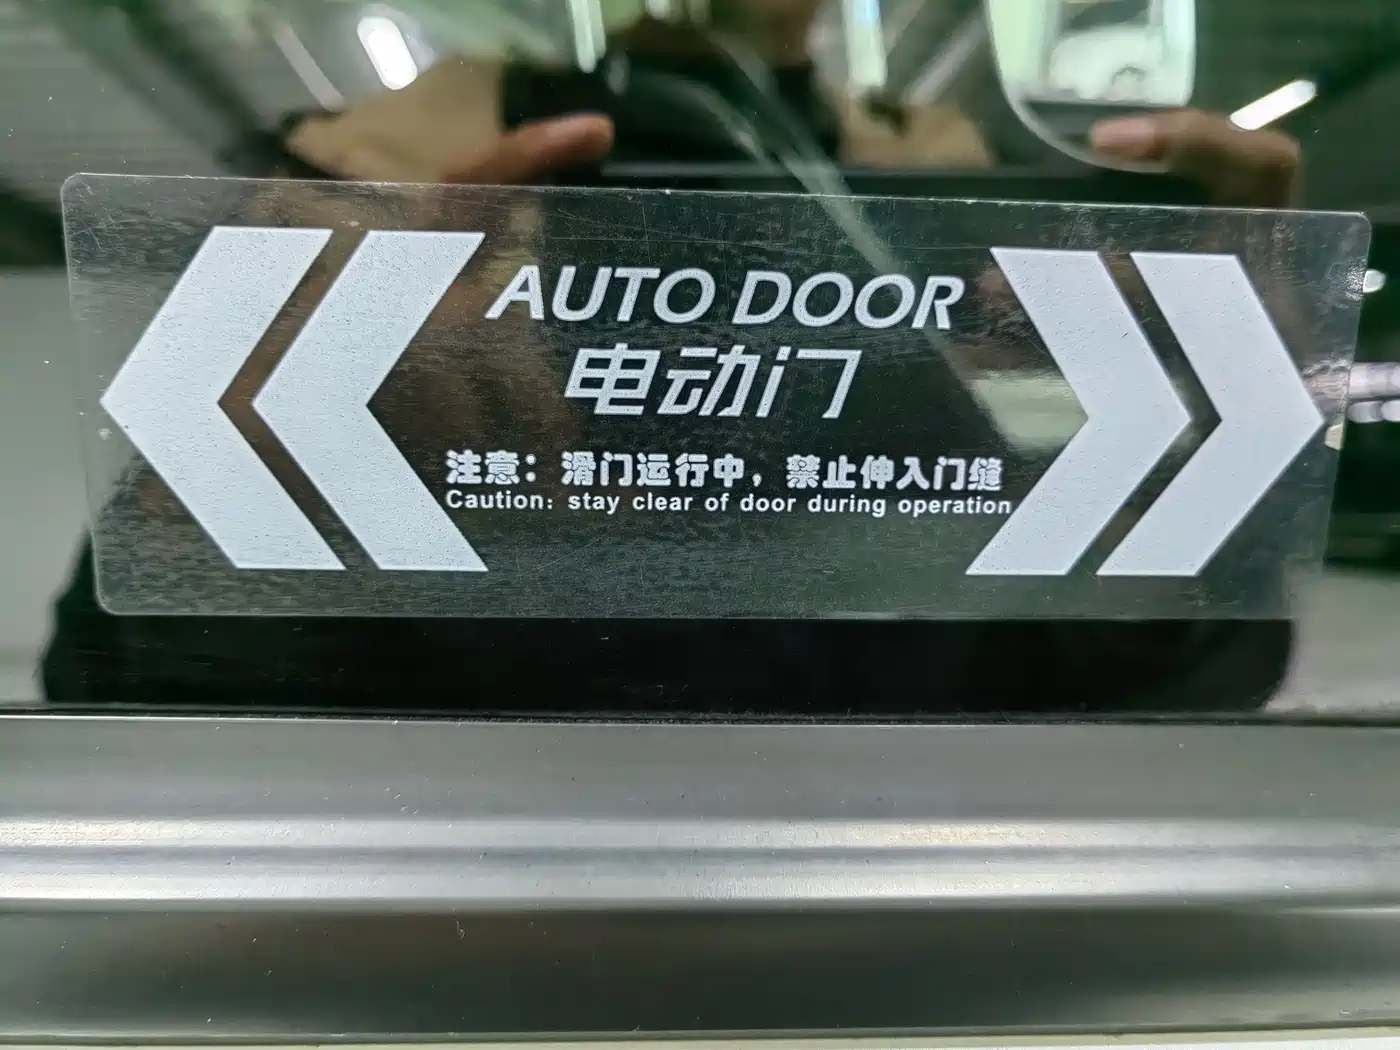 AUTO DOOR
电动门
注意：滑门运行中，禁止伸入门缝
Caution: stay clear of door during operation